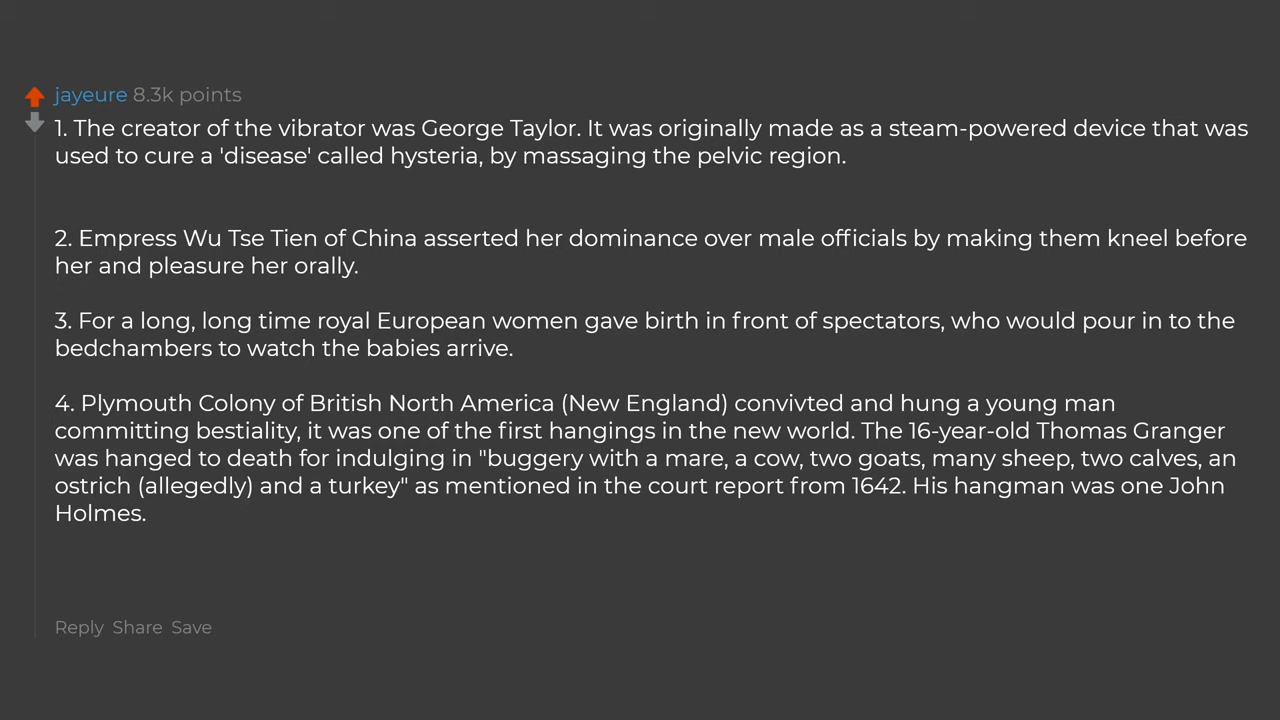 jayeure 8.3k points
1. The creator of the vibrator was George Taylor. It was originally made as a steam-powered device that was
used to cure a 'disease' called hysteria, by massaging the pelvic region.
2. Empress Wu Tse Tien of China asserted her dominance over male officials by making them kneel before
her and pleasure her orally.
3. For a long, long time royal European women gave birth in front of spectators, who would pour in to the
bedchambers to watch the babies arrive.
4. Plymouth Colony of British North America (New England) convivted and hung a young man
committing bestiality, it was one of the first hangings in the new world. The 16-year-old Thomas Granger
was hanged to death for indulging in "buggery with a mare, a cow, two goats, many sheep, two calves, an
ostrich (allegedly) and a turkey" as mentioned in the court report from 1642. His hangman was one John
Holmes.
Reply Share Save